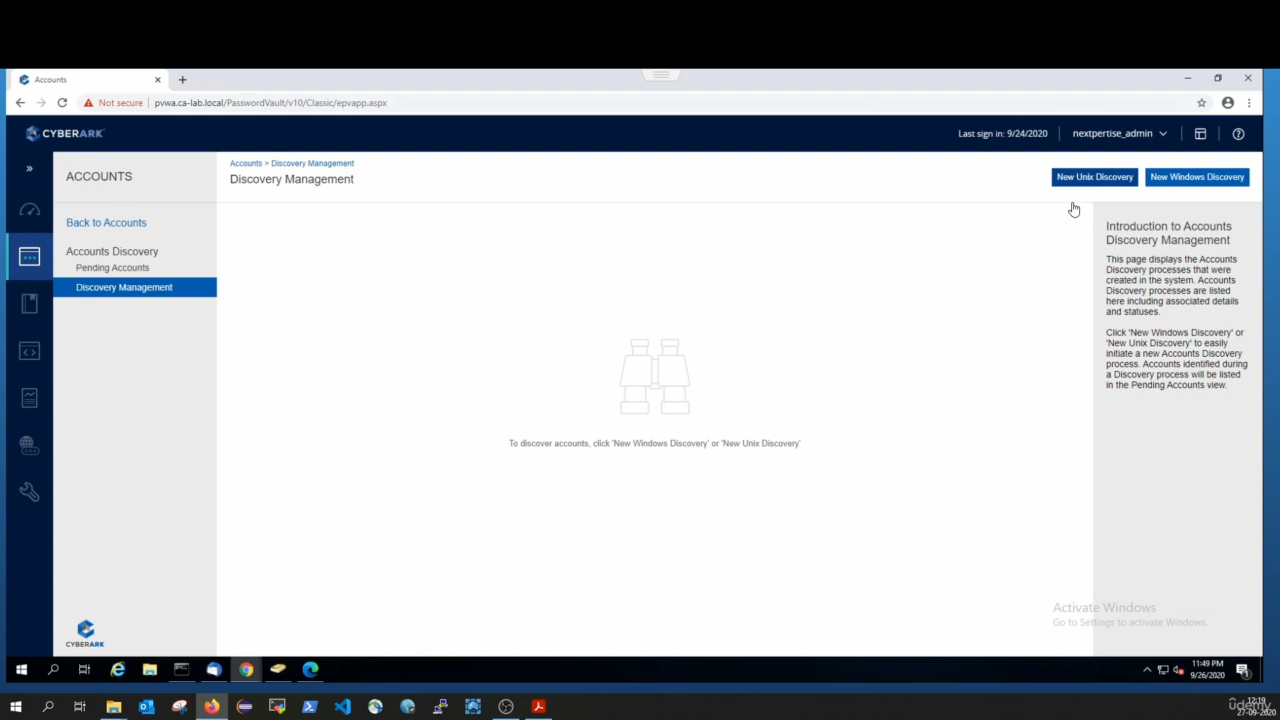 Accounts
Not secure
pvwa.ca-lab.local/PasswordVault/v10/Classic/epvapp.aspx
CYBERARK
Last sign in: 9/24/2020
nextpertise_admin
ACCOUNTS
Accounts > Discovery Management
Discovery Management
New Unix Discovery
New Windows Discovery
Back to Accounts
Accounts Discovery
Pending Accounts
Discovery Management
To discover accounts, click 'New Windows Discovery' or 'New Unix Discovery'
Introduction to Accounts
Discovery Management
This page displays the Accounts
Discovery processes that were
created in the system. Accounts
Discovery processes are listed
here including associated details
and statuses.
Click 'New Windows Discovery' or
'New Unix Discovery' to easily
initiate a new Accounts Discovery
process. Accounts identified during
a Discovery process will be listed
in the Pending Accounts view.
Activate Windows
Go to Settings to activate Windows.
CYBERARK
11:49 PM
9/26/2020
12:19
27-09-2020
udemy